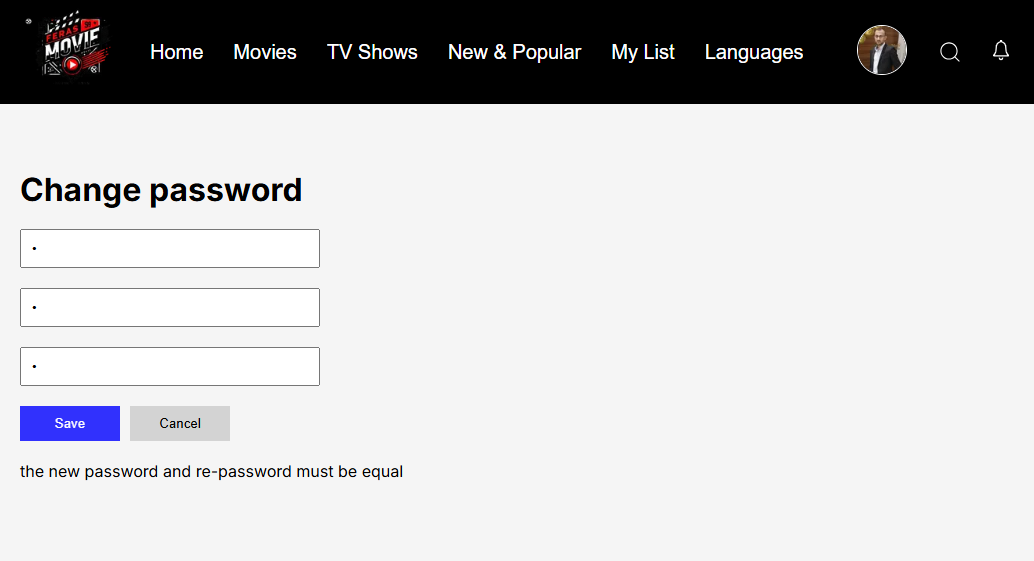 FERAS
MOVIE
Home Movies TV Shows New & Popular My List Languages
Change password
•
•
•
Save Cancel
the new password and re-password must be equal